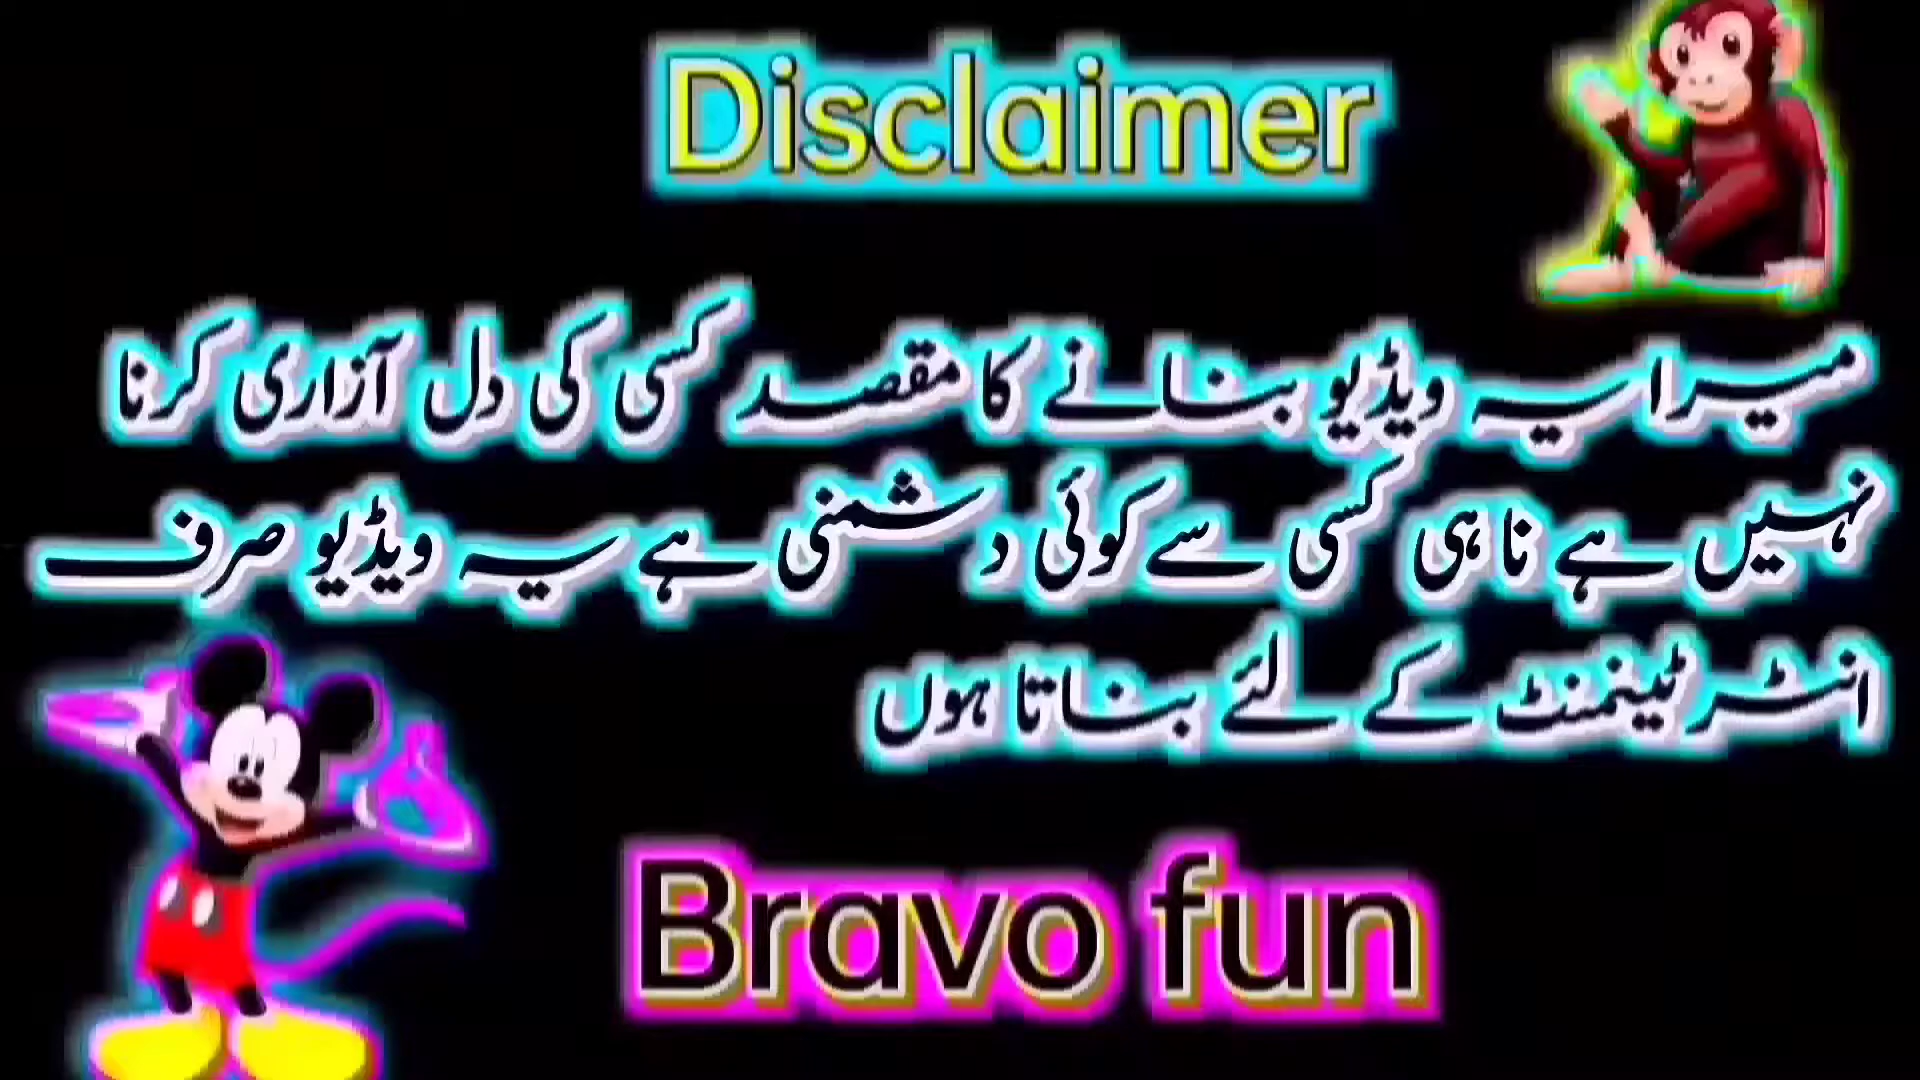 Disclaimer
میرا یہ ویڈیو بنانے کا مقصد کسی کی دل آزاری کرنا
نہیں ہے نا ہی کسی سے کوئی دشمنی ہے یہ ویڈیو صرف
انٹرٹینمنٹ کے لئے بناتا ہوں
Bravo fun